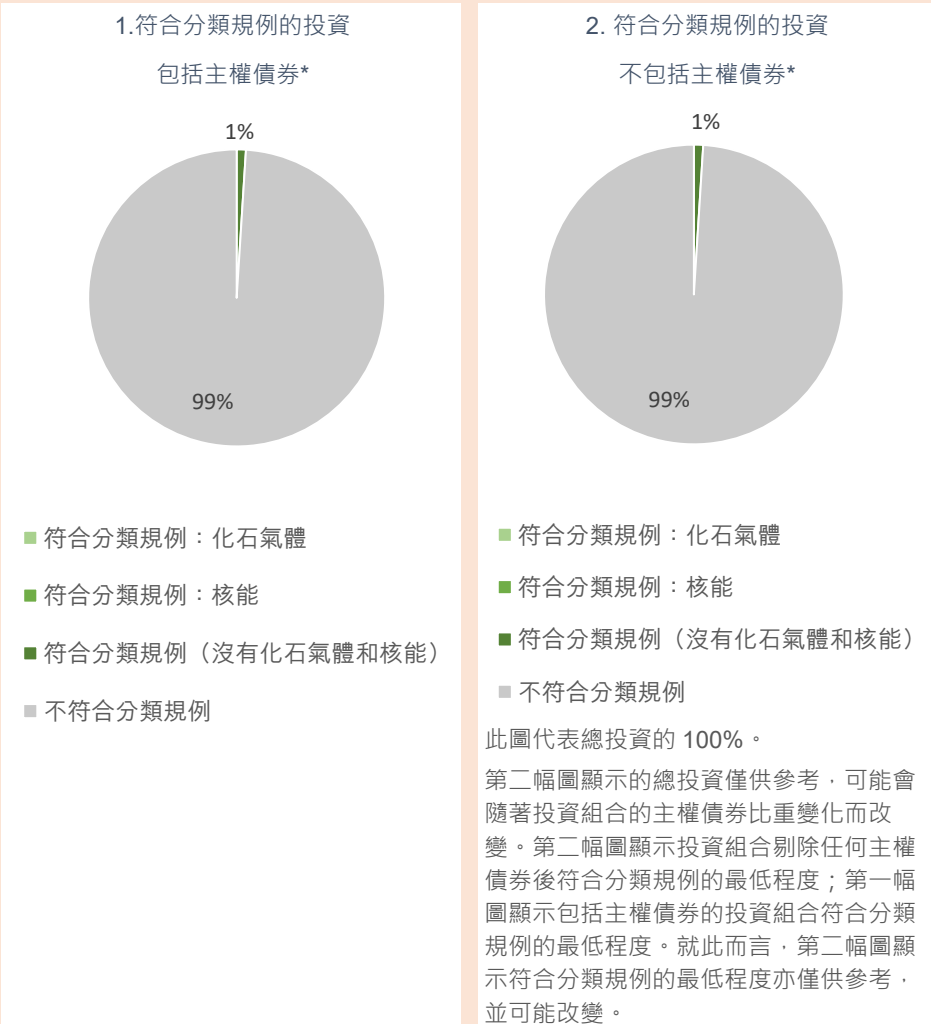 1.符合分類規例的投資
包括主權債券*
1%
99%
符合分類規例：化石氣體
符合分類規例：核能
符合分類規例（沒有化石氣體和核能）
不符合分類規例
2. 符合分類規例的投資
不包括主權債券*
1%
99%
符合分類規例：化石氣體
符合分類規例：核能
符合分類規例（沒有化石氣體和核能）
不符合分類規例
此圖代表總投資的 100%。
第二幅圖顯示的總投資僅供參考，可能會
隨著投資組合的主權債券比重變化而改
變。第二幅圖顯示投資組合剔除任何主權
債券後符合分類規例的最低程度；第一幅
圖顯示包括主權債券的投資組合符合分類
規例的最低程度。就此而言，第二幅圖顯
示符合分類規例的最低程度亦僅供參考，
並可能改變。